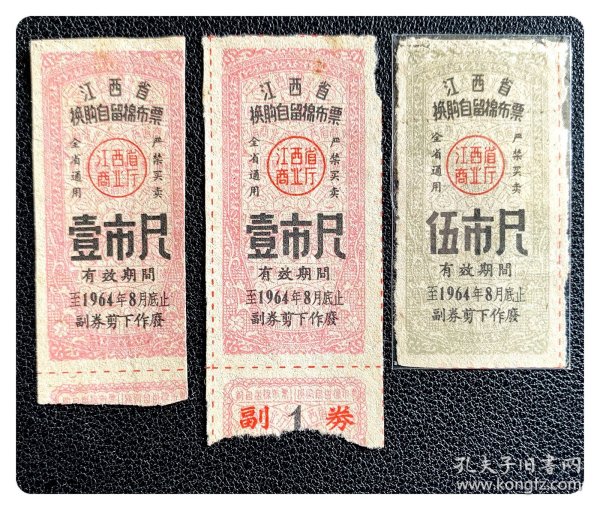 江西省
换购自留棉布票
全省通用
严禁买卖
江西省
商业厅
壹市尺
有效期間
至1964年8月底止
副券剪下作廢
江西省
换购自留棉布票
全省通用
严禁买卖
江西省
商业厅
壹市尺
有效期間
至1964年8月底止
副券剪下作廢
副 1 券
江西省
换购自留棉布票
全省通用
严禁买卖
江西省
商业厅
伍市尺
有效期間
至1964年8月底止
副券剪下作廢
孔夫子旧書网
www.kongfz.com